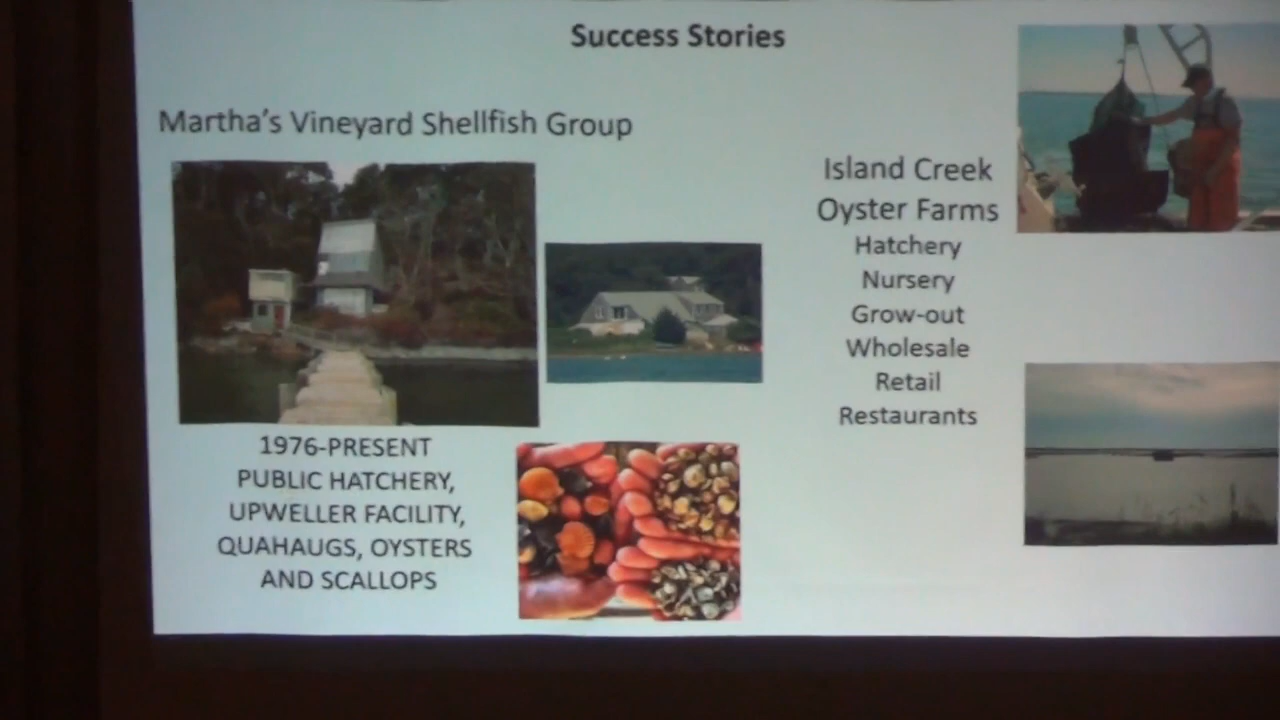 Success Stories
Martha's Vineyard Shellfish Group
1976-PRESENT
PUBLIC HATCHERY,
UPWELLER FACILITY,
QUAHAUGS, OYSTERS
AND SCALLOPS
Island Creek
Oyster Farms
Hatchery
Nursery
Grow-out
Wholesale
Retail
Restaurants